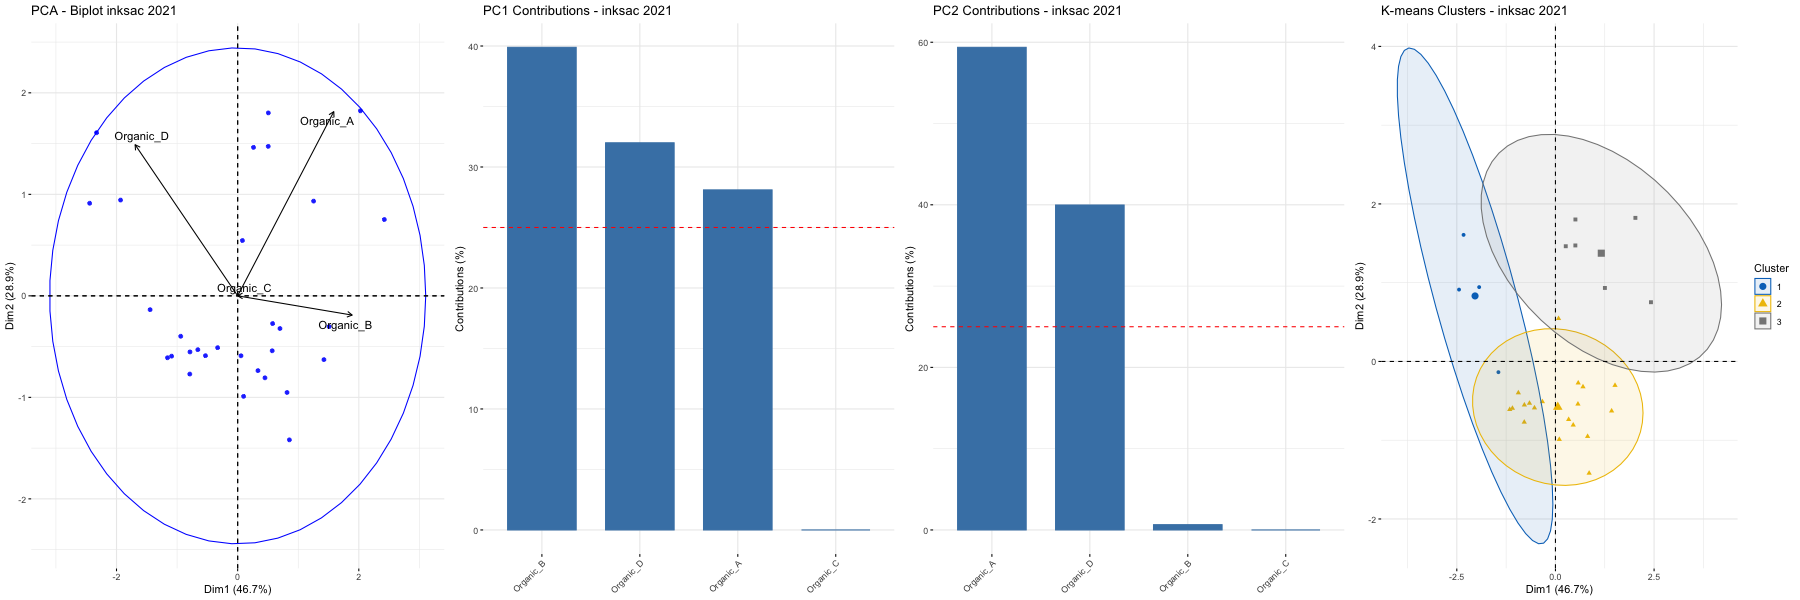 PCA - Biplot inksac 2021
Dim2 (28.9%)
2
1
0
-1
-2
Organic_D
Organic_A
Organic_C
Organic_B
-2
0
2
Dim1 (46.7%)
PC1 Contributions - inksac 2021
Contributions (%)
40
30
20
10
0
Organic_B
Organic_D
Organic_A
Organic_C
PC2 Contributions - inksac 2021
Contributions (%)
60
40
20
0
Organic_A
Organic_D
Organic_B
Organic_C
K-means Clusters - inksac 2021
Dim2 (28.9%)
4
2
0
-2
-2.5
0.0
2.5
Dim1 (46.7%)
Cluster
1
2
3